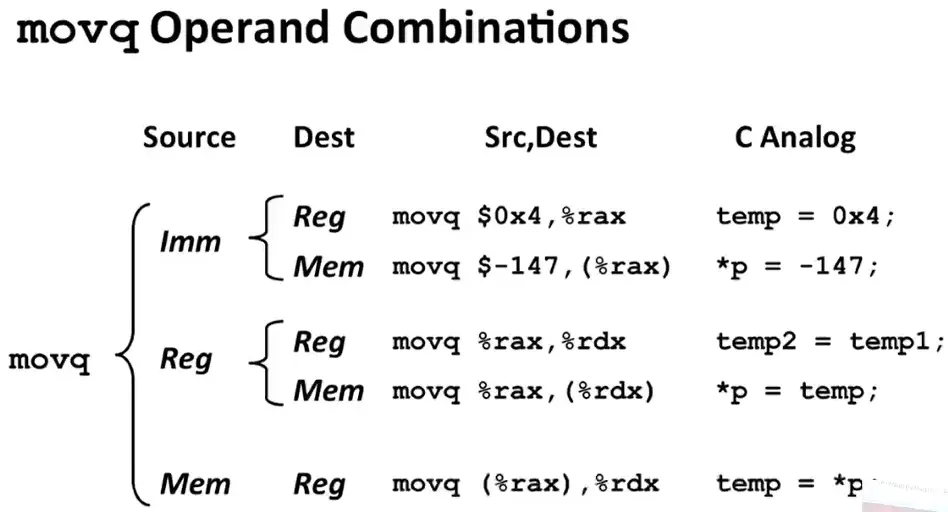 movq Operand Combinations
Source Dest Src,Dest C Analog
Reg movq $0x4,%rax temp = 0x4;
Imm
Mem movq $-147,(%rax) *p = -147;
Reg movq %rax,%rdx temp2 = temp1;
movq Reg
Mem movq %rax,(%rdx) *p = temp;
Mem Reg movq (%rax),%rdx temp = *p